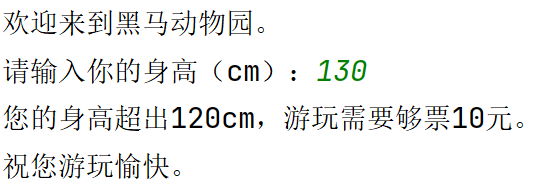 欢迎来到黑马动物园。
请输入你的身高（cm）：130
您的身高超出120cm，游玩需要够票10元。
祝您游玩愉快。